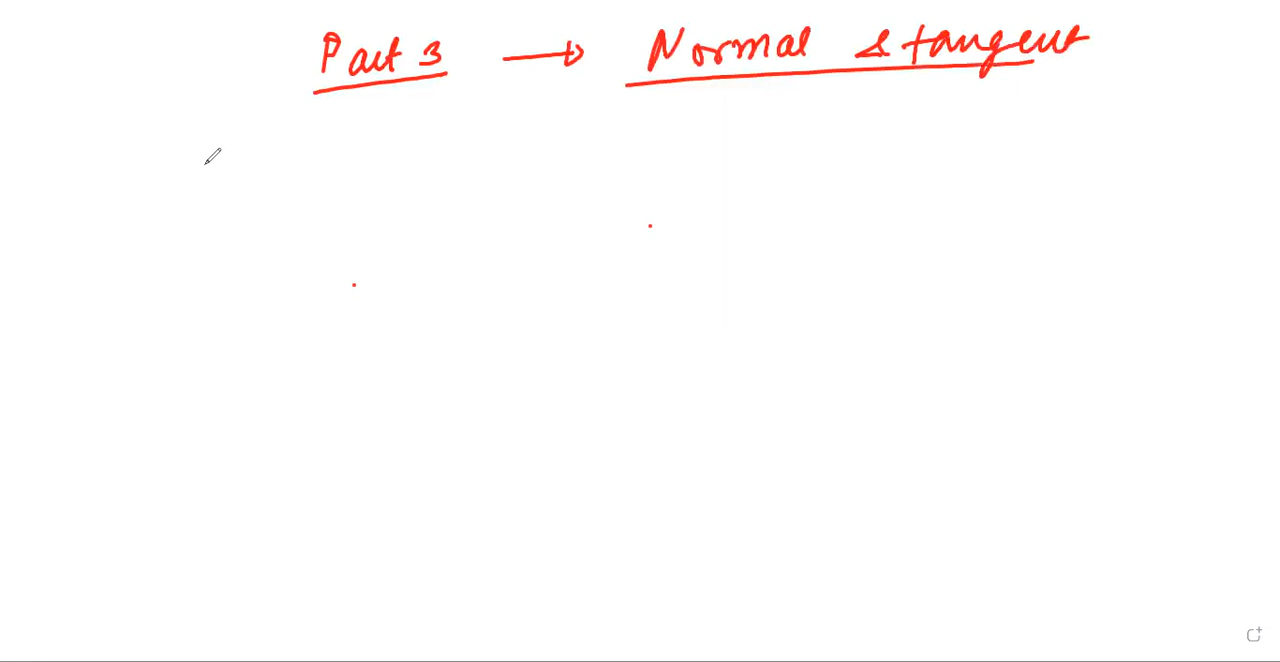 Part 3 → Normal & tangent